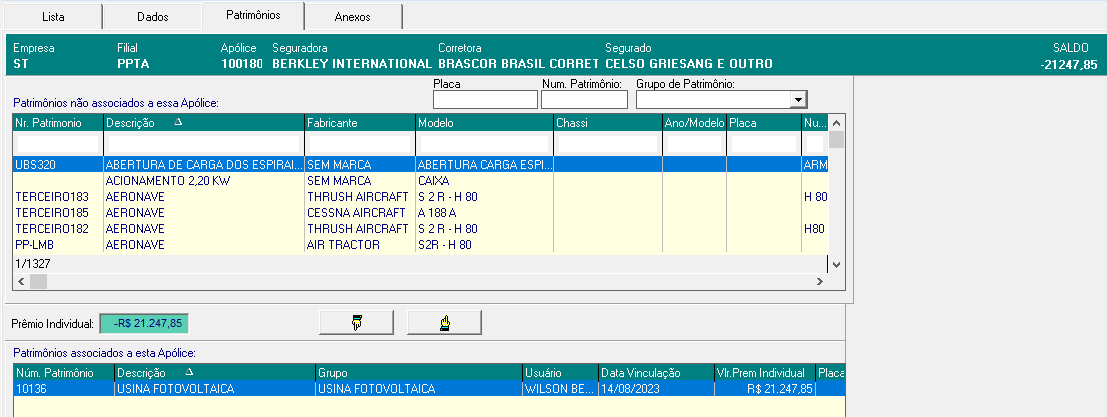 Lista Dados Patrimônios Anexos
Empresa Filial Apólice Seguradora Corretora Segurado SALDO
ST PPTA 100180 BERKLEY INTERNATIONAL BRASCOR BRASIL CORRET CELSO GRIESANG E OUTRO -21247,85
Placa Num. Patrimônio: Grupo de Patrimônio:
Patrimônios não associados a essa Apólice:
Nr. Patrimonio Descrição Fabricante Modelo Chassi Ano/Modelo Placa Nu...
UBS320 ABERTURA DE CARGA DOS ESPIRAI... SEM MARCA ABERTURA CARGA ESPI... ARM
ACIONAMENTO 2,20 KW SEM MARCA CAIXA
TERCEIRO183 AERONAVE THRUSH AIRCRAFT S 2 R - H 80 H 80
TERCEIRO185 AERONAVE CESSNA AIRCRAFT A 188 A
TERCEIRO182 AERONAVE THRUSH AIRCRAFT S 2 R - H 80 H80
PP-LMB AERONAVE AIR TRACTOR S2R - H 80
1/1327
Prêmio Individual: -R$ 21.247,85
Patrimônios associados a esta Apólice:
Núm. Patrimônio Descrição Grupo Usuário Data Vinculação Vlr.Prem Individual Placa
10136 USINA FOTOVOLTAICA USINA FOTOVOLTAICA WILSON BE... 14/08/2023 R$ 21.247,85